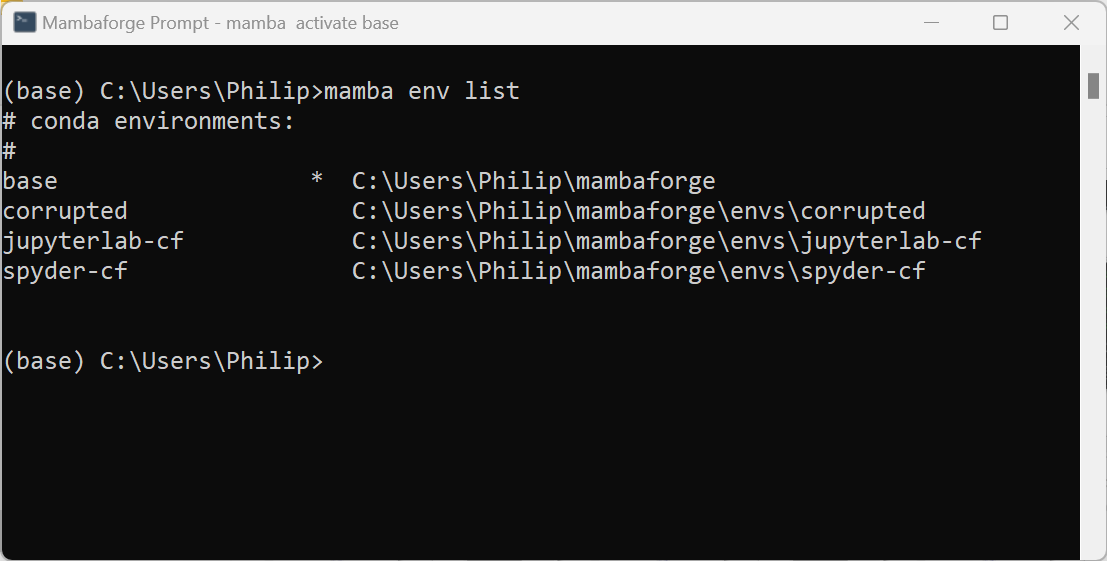 Mambaforge Prompt - mamba  activate base
(base) C:\Users\Philip>mamba env list
# conda environments:
#
base                  *  C:\Users\Philip\mambaforge
corrupted                C:\Users\Philip\mambaforge\envs\corrupted
jupyterlab-cf            C:\Users\Philip\mambaforge\envs\jupyterlab-cf
spyder-cf                C:\Users\Philip\mambaforge\envs\spyder-cf
(base) C:\Users\Philip>